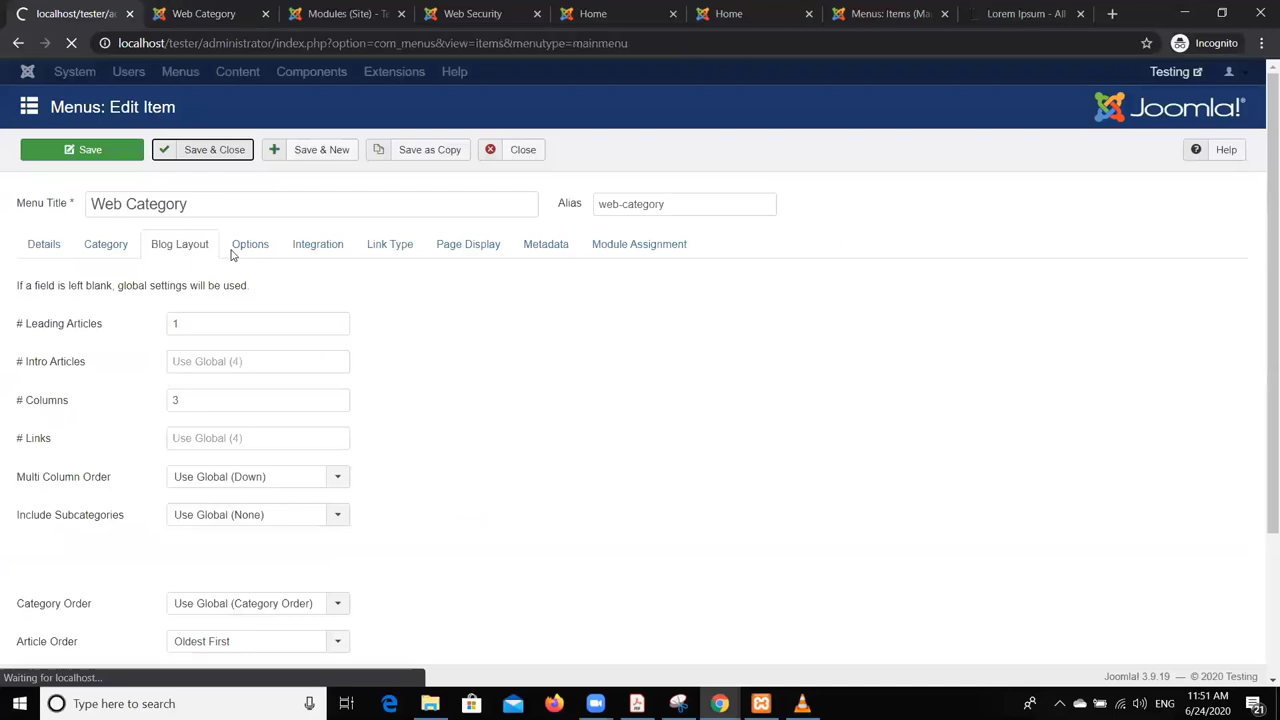 localhost/tester/ac
Web Category
Modules (Site) - Te
Web Security
Home
Home
Menus: Items (Ma
Lorem Ipsum - All
localhost/tester/administrator/index.php?option=com_menus&view=items&menutype=mainmenu
Incognito
System Users Menus Content Components Extensions Help
Testing
Menus: Edit Item
Joomla!®
Save
Save & Close
Save & New
Save as Copy
Close
Help
Menu Title * Web Category
Alias web-category
Details Category Blog Layout Options Integration Link Type Page Display Metadata Module Assignment
If a field is left blank, global settings will be used.
# Leading Articles 1
# Intro Articles Use Global (4)
# Columns 3
# Links Use Global (4)
Multi Column Order Use Global (Down)
Include Subcategories Use Global (None)
Category Order Use Global (Category Order)
Article Order Oldest First
Waiting for localhost...
Joomla! 3.9.19 — © 2020 Testing
Type here to search
ENG
11:51 AM
6/24/2020
21